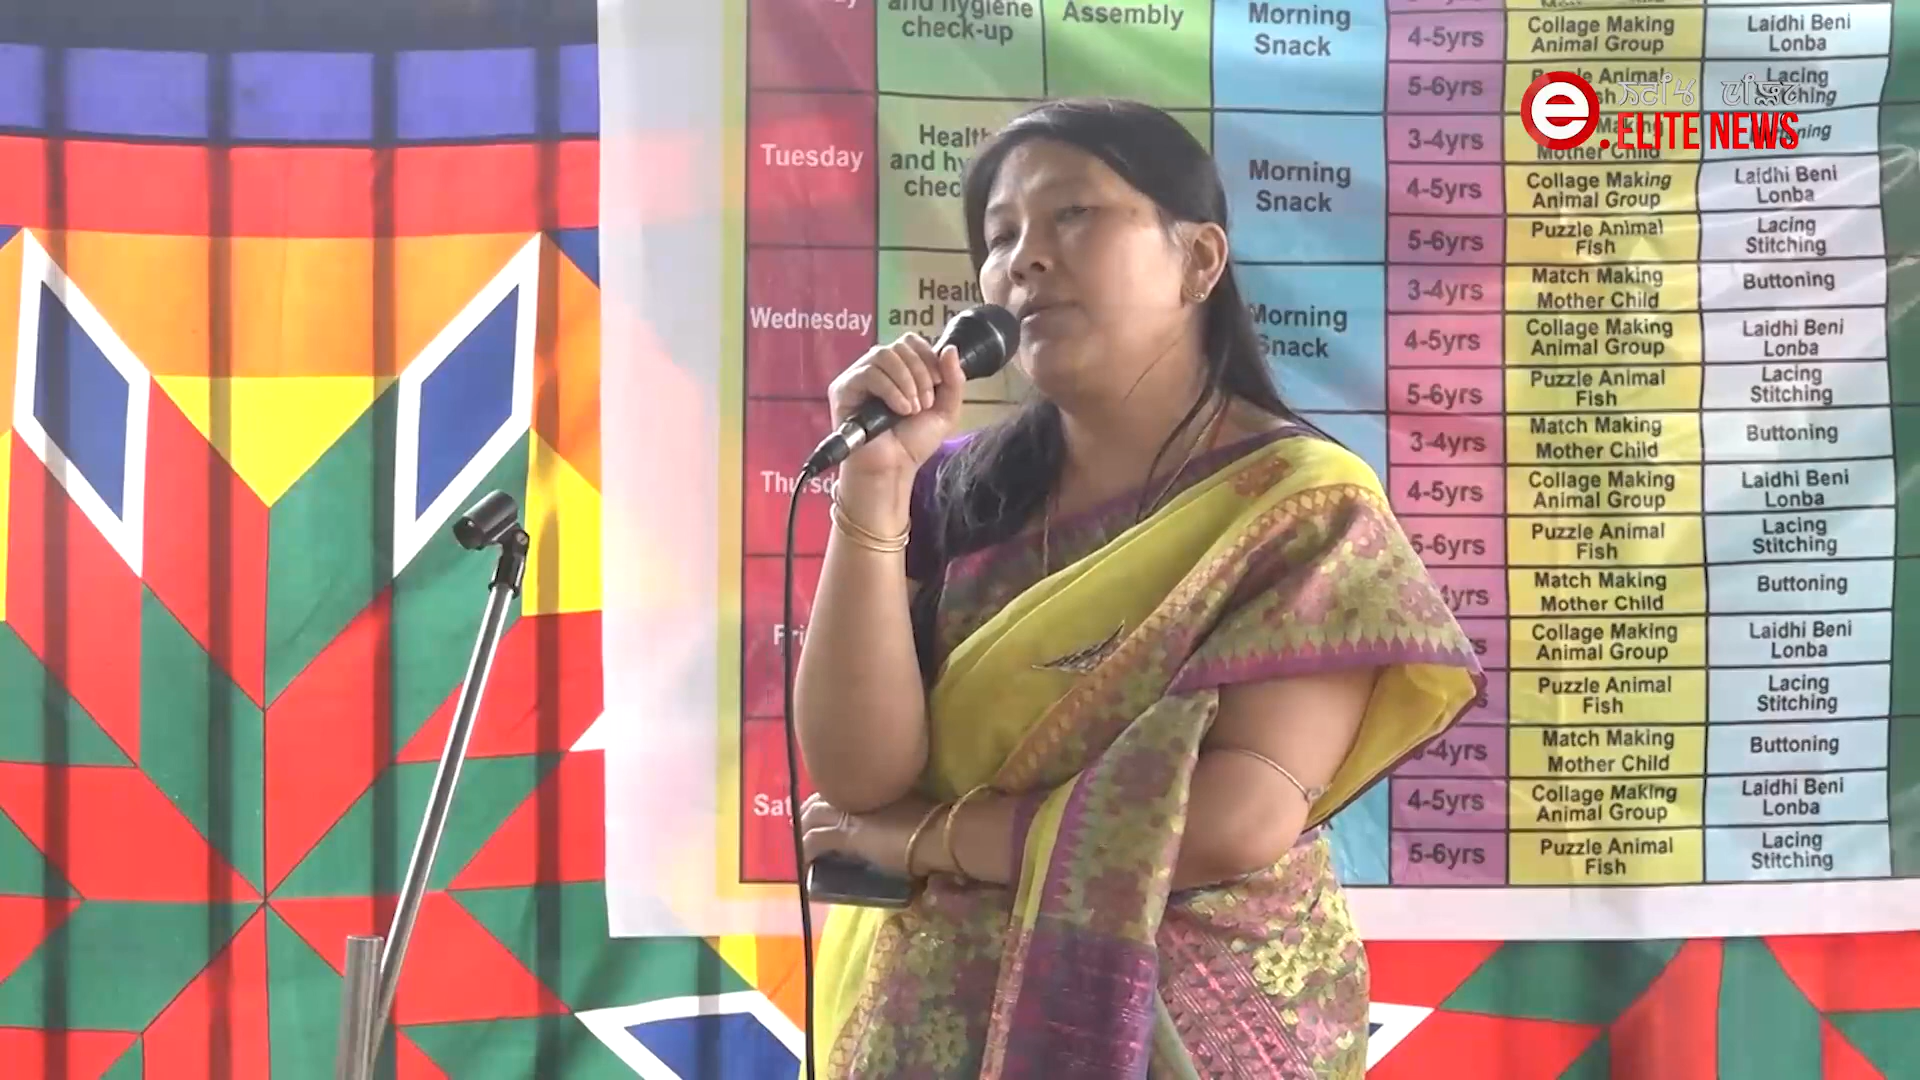 and hygiene
check-up
Assembly
Morning
Snack
4-5yrs
Collage Making
Animal Group
Laidhi Beni
Lonba
5-6yrs
Lacing
e
ELITE NEWS
Tuesday
Morning
Snack
3-4yrs
Mother Child
4-5yrs
Collage Making
Animal Group
Laidhi Beni
Lonba
5-6yrs
Puzzle Animal
Fish
Lacing
Stitching
Wednesday
Morning
Snack
3-4yrs
Match Making
Mother Child
Buttoning
4-5yrs
Collage Making
Animal Group
Laidhi Beni
Lonba
5-6yrs
Puzzle Animal
Fish
Lacing
Stitching
3-4yrs
Match Making
Mother Child
Buttoning
4-5yrs
Collage Making
Animal Group
Laidhi Beni
Lonba
5-6yrs
Puzzle Animal
Fish
Lacing
Stitching
Match Making
Mother Child
Buttoning
Collage Making
Animal Group
Laidhi Beni
Lonba
Puzzle Animal
Fish
Lacing
Stitching
Match Making
Mother Child
Buttoning
4-5yrs
Collage Making
Animal Group
Laidhi Beni
Lonba
5-6yrs
Puzzle Animal
Fish
Lacing
Stitching